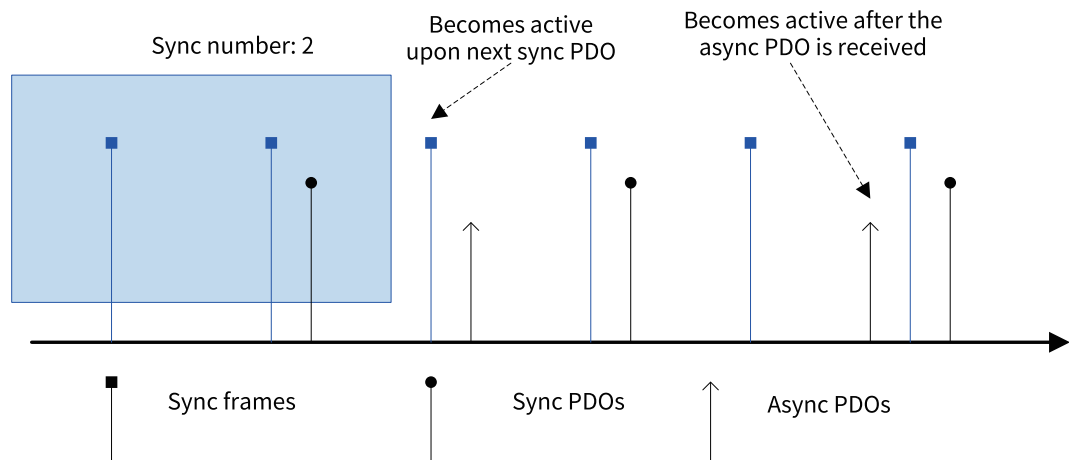 Sync number: 2
Becomes active
upon next sync PDO
Becomes active after the
async PDO is received
Sync frames
Sync PDOs
Async PDOs